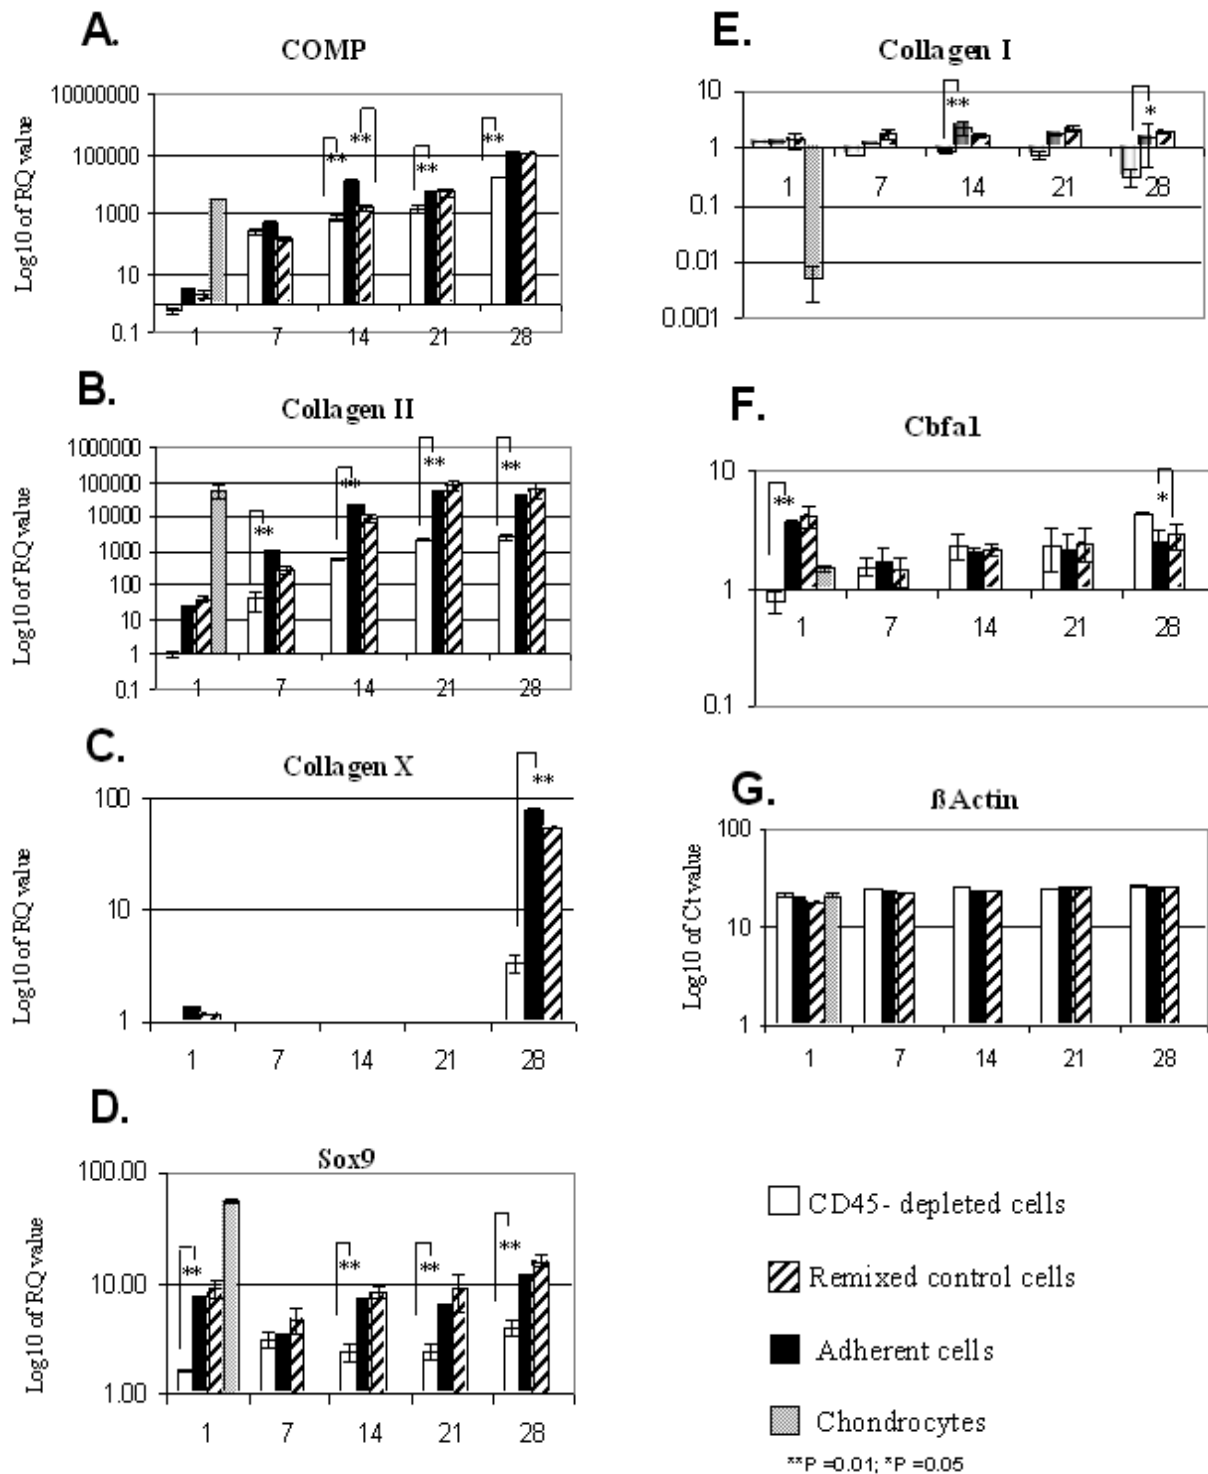 A.
COMP
Log10 of RQ value
10000000
100000
1000
10
0.1
** ** ** **
1 7 14 21 28
B.
Collagen II
Log10 of RQ value
1000000
100000
10000
1000
100
10
1
0.1
** ** ** **
1 7 14 21 28
C.
Collagen X
Log10 of RQ value
100
10
1
**
1 7 14 21 28
D.
Sox9
Log10 of RQ value
100.00
10.00
1.00
** ** ** **
1 7 14 21 28
E.
Collagen I
10
1
0.1
0.01
0.001
** *
1 7 14 21 28
F.
Cbfa1
10
1
0.1
** *
1 7 14 21 28
G.
ßActin
Log10 of Ct value
100
10
1
1 7 14 21 28
CD45- depleted cells
Remixed control cells
Adherent cells
Chondrocytes
**P =0.01; *P =0.05